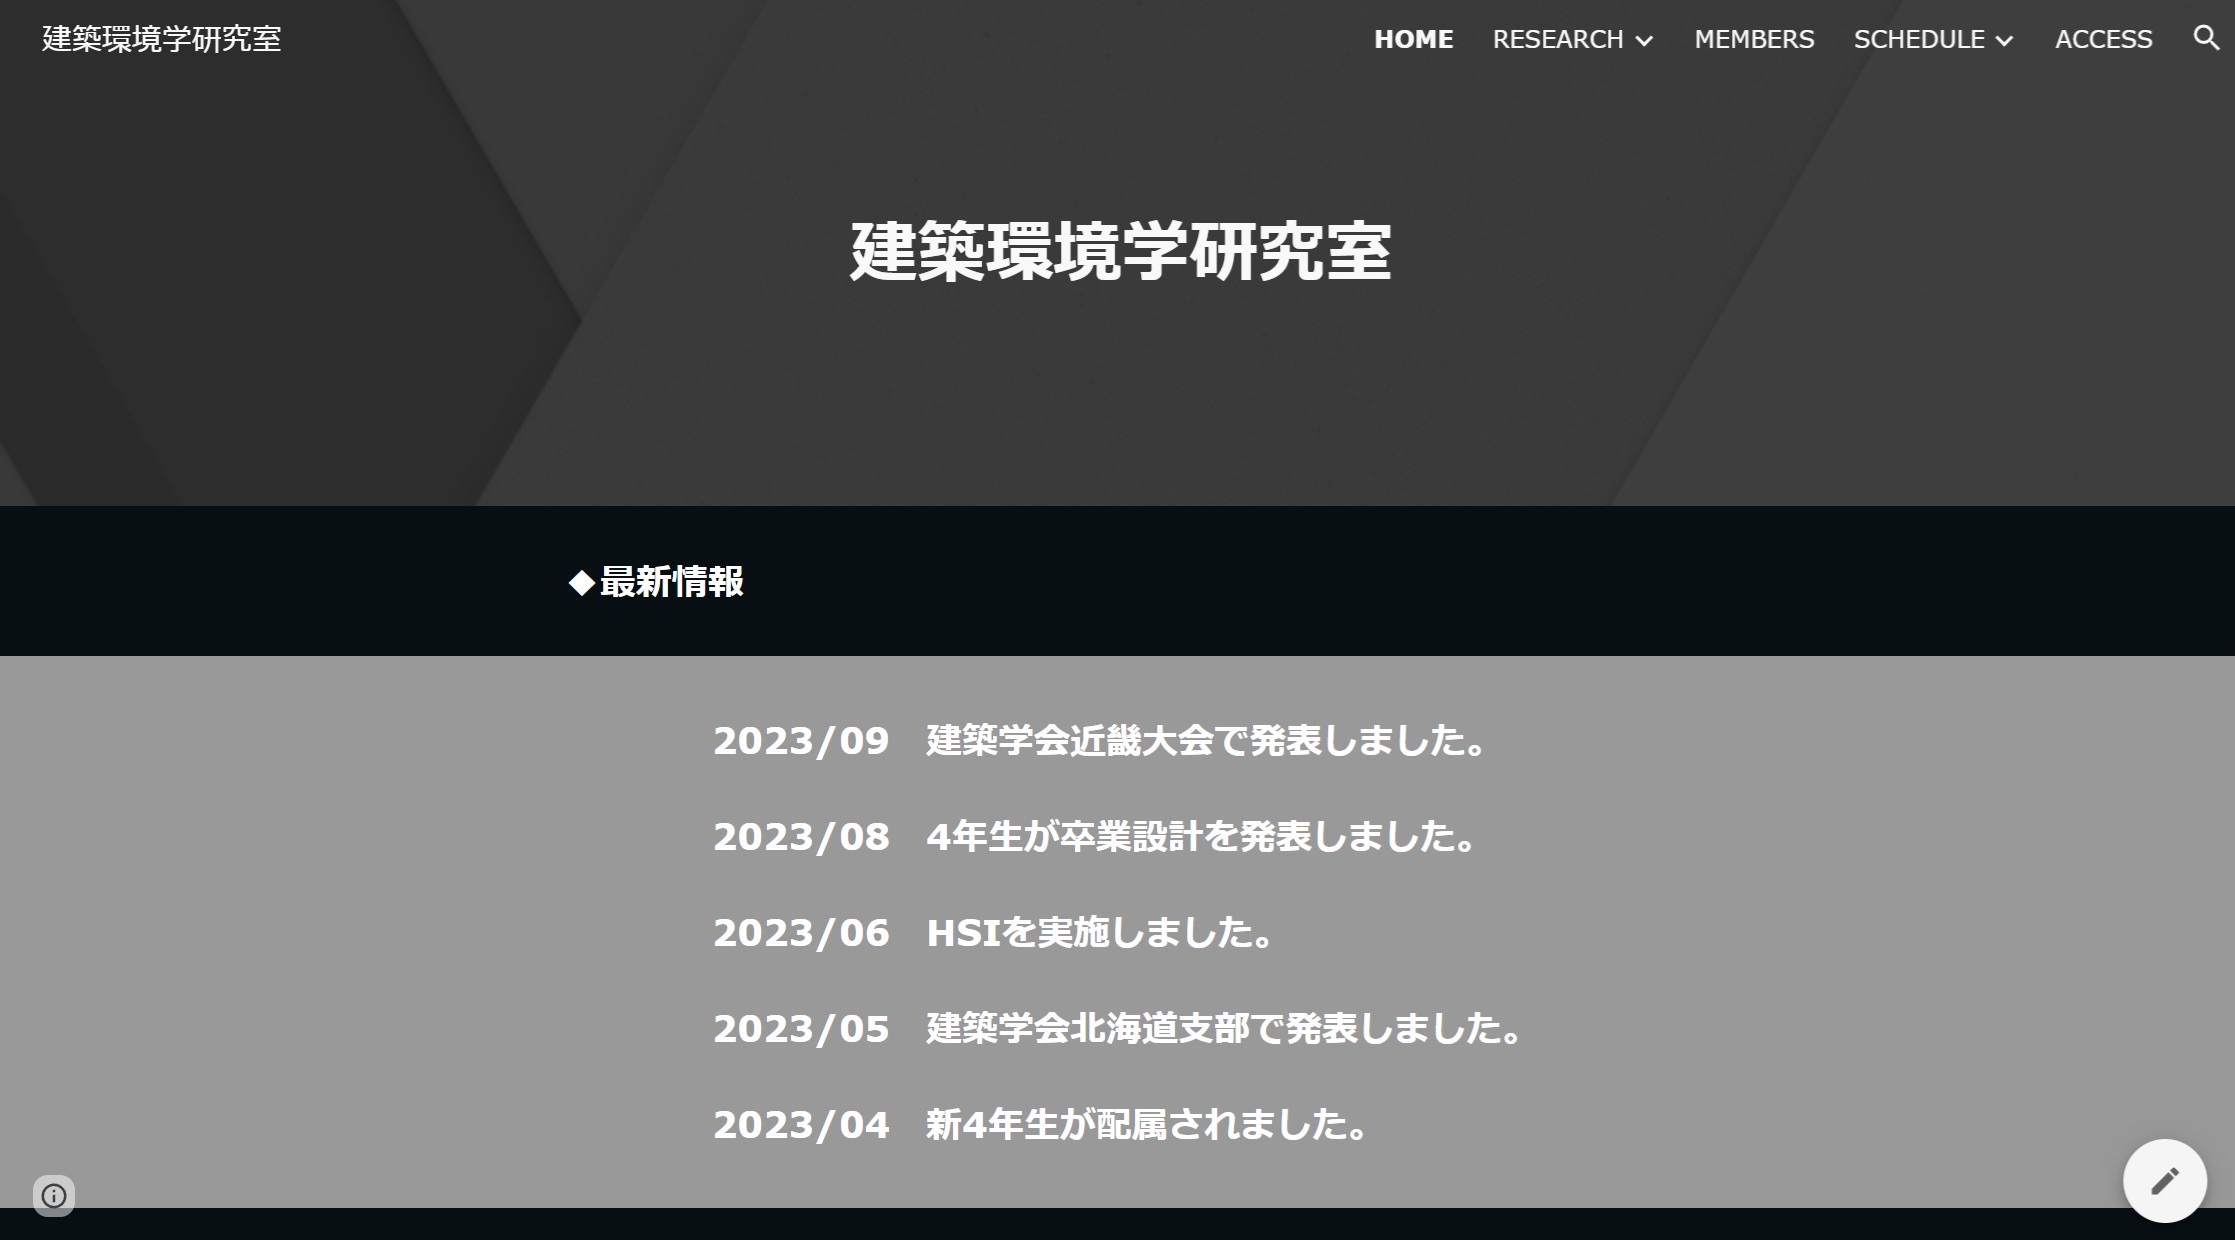 建築環境学研究室
HOME RESEARCH MEMBERS SCHEDULE ACCESS
建築環境学研究室
◆最新情報
2023/09　建築学会近畿大会で発表しました。
2023/08　4年生が卒業設計を発表しました。
2023/06　HSIを実施しました。
2023/05　建築学会北海道支部で発表しました。
2023/04　新4年生が配属されました。